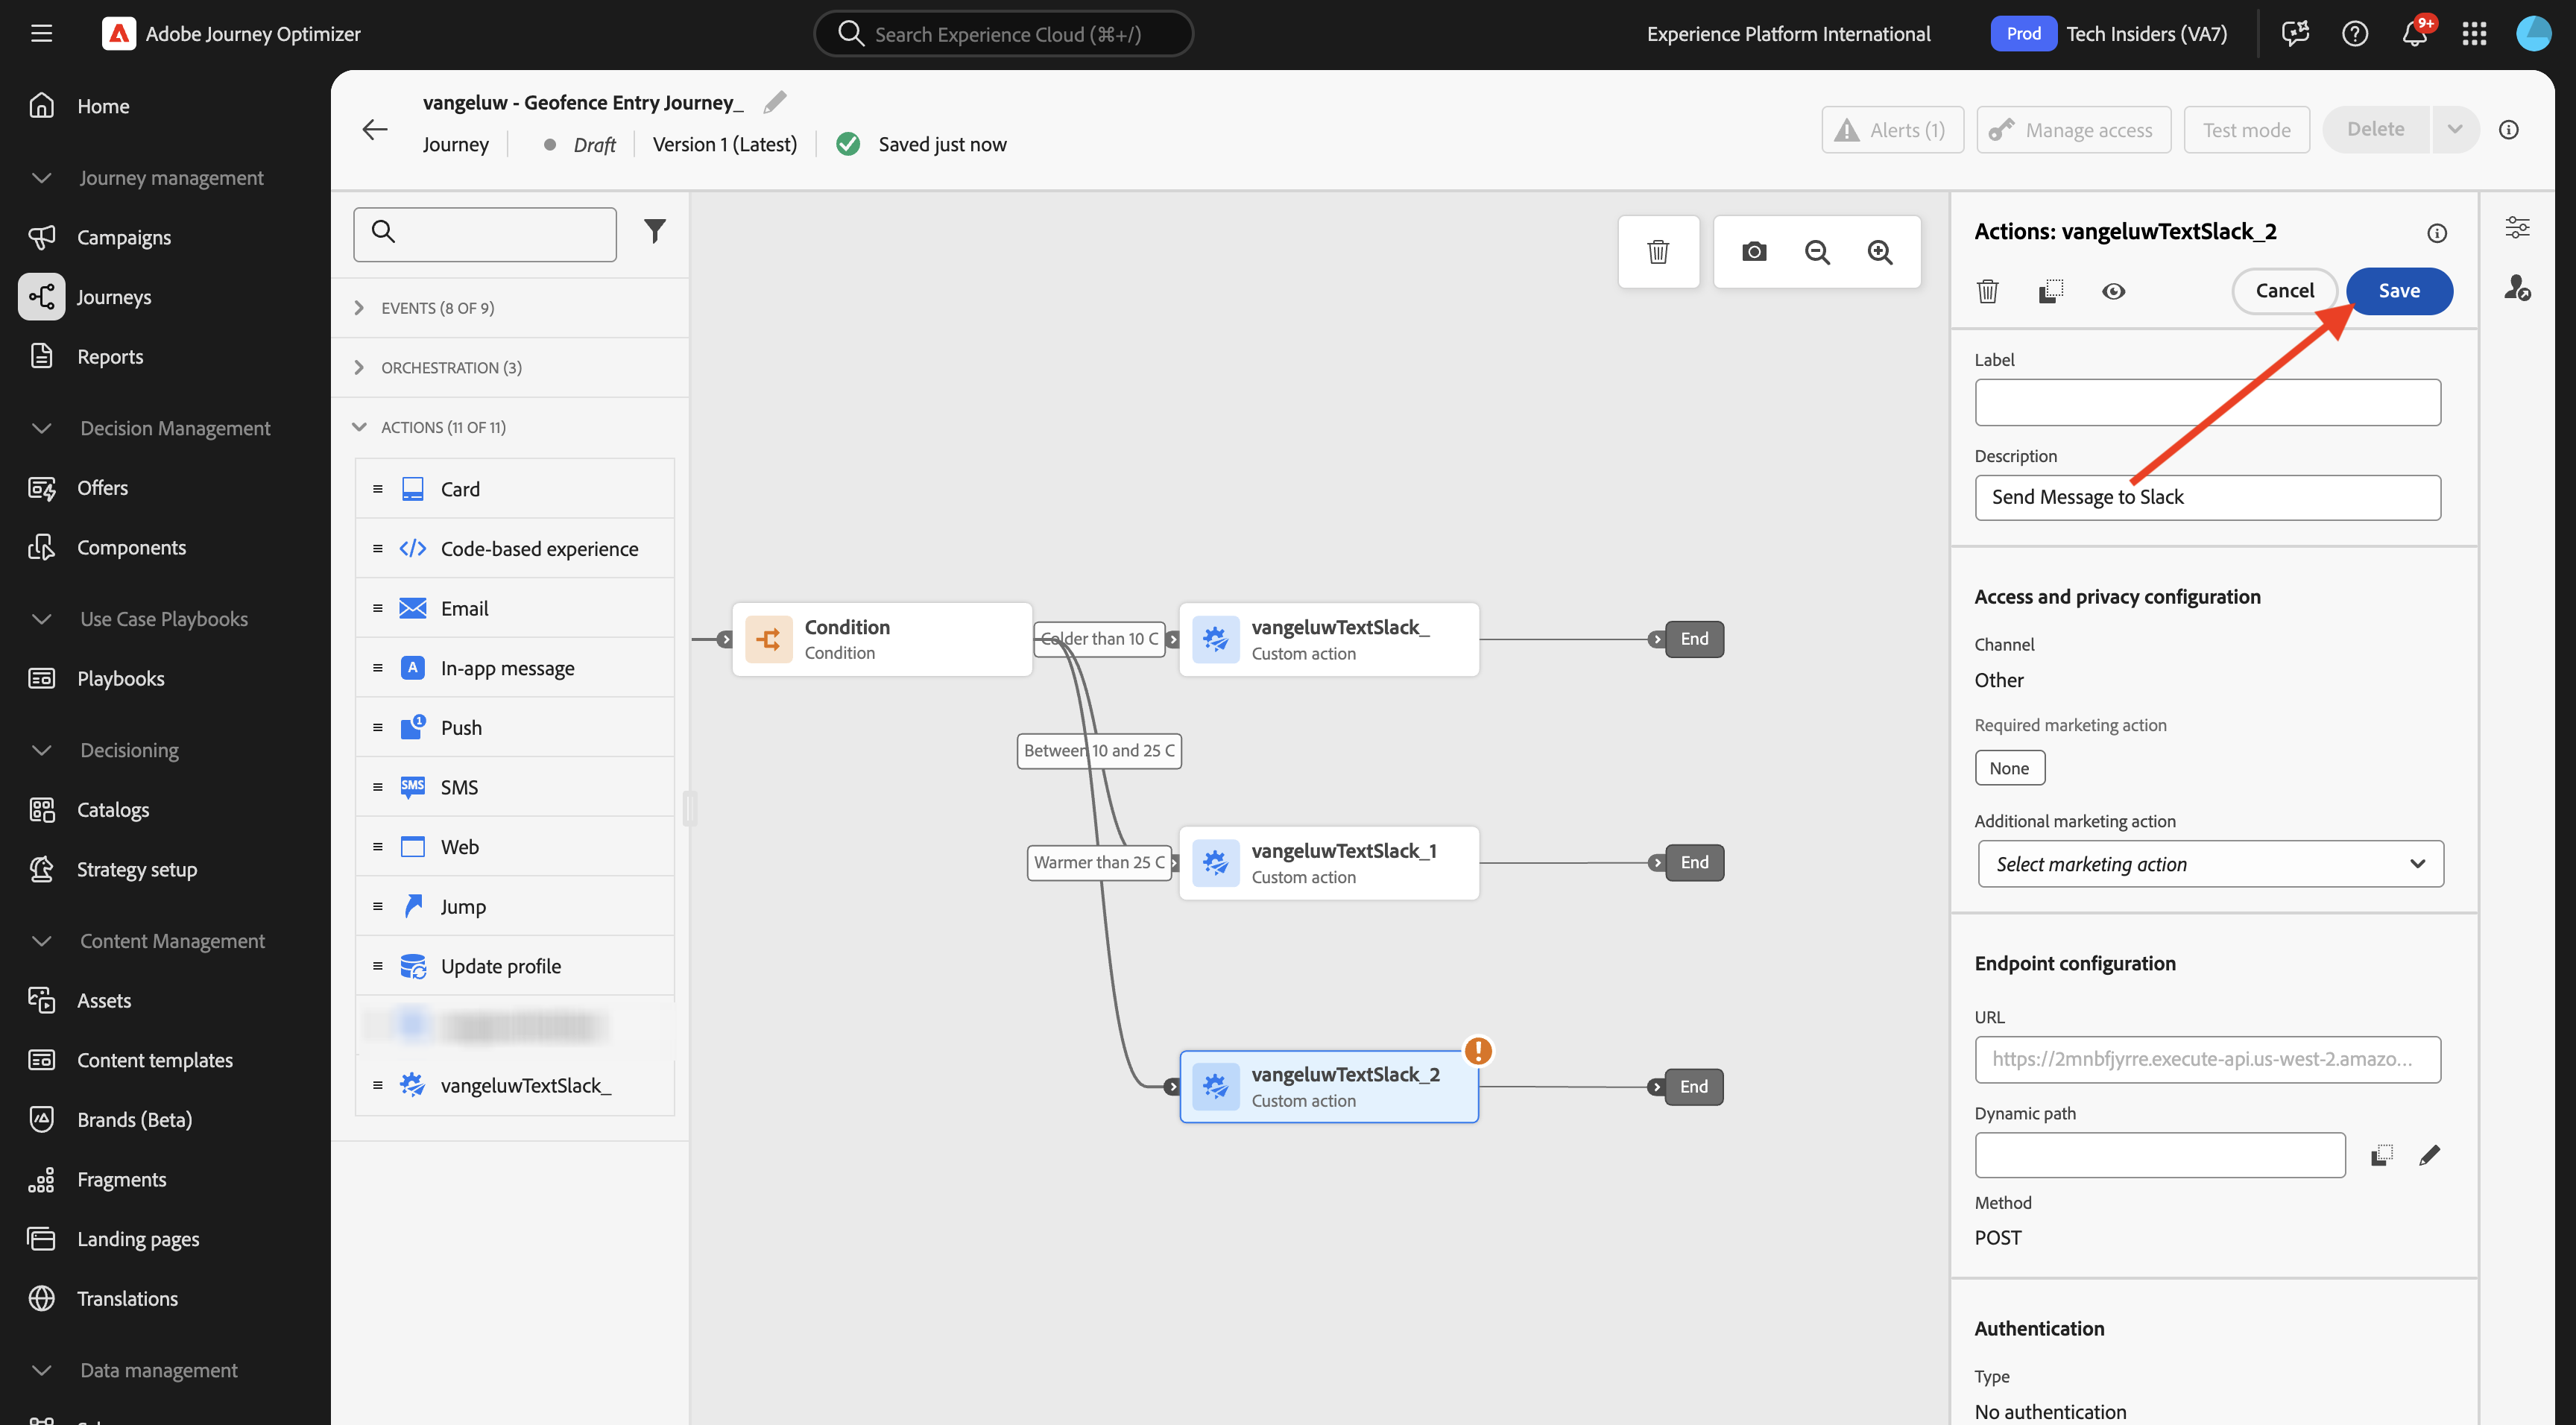 Adobe Journey Optimizer
Search Experience Cloud (⌘+/)
Experience Platform International
Prod
Tech Insiders (VA7)
9+
Home
Journey management
Campaigns
Journeys
Reports
Decision Management
Offers
Components
Use Case Playbooks
Playbooks
Decisioning
Catalogs
Strategy setup
Content Management
Assets
Content templates
Brands (Beta)
Fragments
Landing pages
Translations
Data management
vangeluw - Geofence Entry Journey_
Journey
Draft
Version 1 (Latest)
Saved just now
Alerts (1)
Manage access
Test mode
Delete
EVENTS (8 OF 9)
ORCHESTRATION (3)
ACTIONS (11 OF 11)
Card
Code-based experience
Email
In-app message
Push
SMS
SMS
Web
Jump
Update profile
vangeluwTextSlack_
Condition
Condition
Colder than 10 C
vangeluwTextSlack_
Custom action
End
Between 10 and 25 C
Warmer than 25 C
vangeluwTextSlack_1
Custom action
End
vangeluwTextSlack_2
Custom action
End
Actions: vangeluwTextSlack_2
Cancel
Save
Label
Description
Send Message to Slack
Access and privacy configuration
Channel
Other
Required marketing action
None
Additional marketing action
Select marketing action
Endpoint configuration
URL
https://2mnbfjyrre.execute-api.us-west-2.amazo...
Dynamic path
Method
POST
Authentication
Type
No authentication